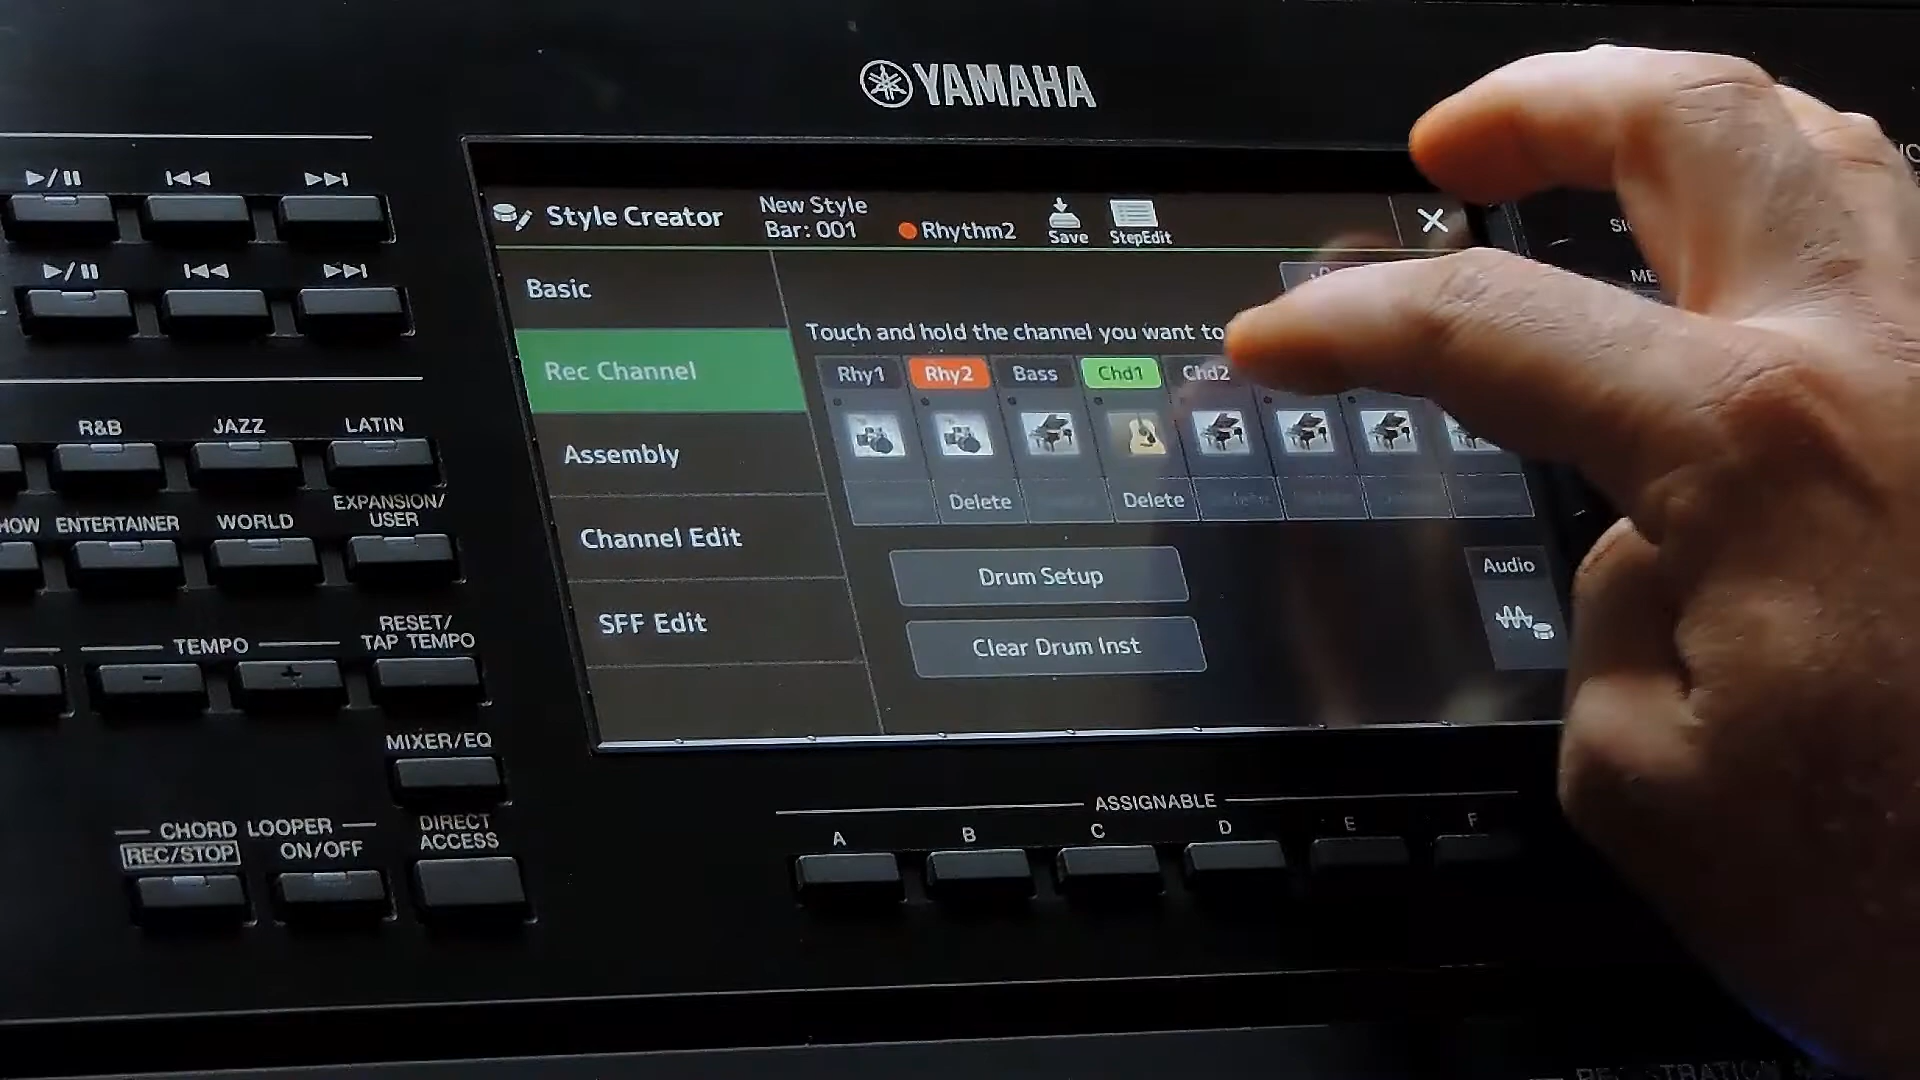 YAMAHA
Style Creator
New Style
Bar: 001
Rhythm2
Save
StepEdit
Basic
Rec Channel
Assembly
Channel Edit
SFF Edit
Touch and hold the channel you want to
Rhy1
Rhy2
Bass
Chd1
Chd2
Delete
Delete
Drum Setup
Clear Drum Inst
Audio
R&B
JAZZ
LATIN
ENTERTAINER
WORLD
EXPANSION/
USER
TEMPO
-
+
+
RESET/
TAP TEMPO
MIXER/EQ
CHORD LOOPER
REC/STOP
ON/OFF
DIRECT
ACCESS
ASSIGNABLE
A
B
C
D
E
F